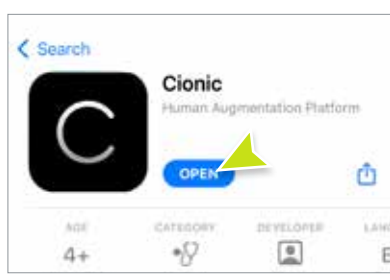 Search
Cionic
Human Augmentation Platform
OPEN
AGE
CATEGORY
DEVELOPER
4+